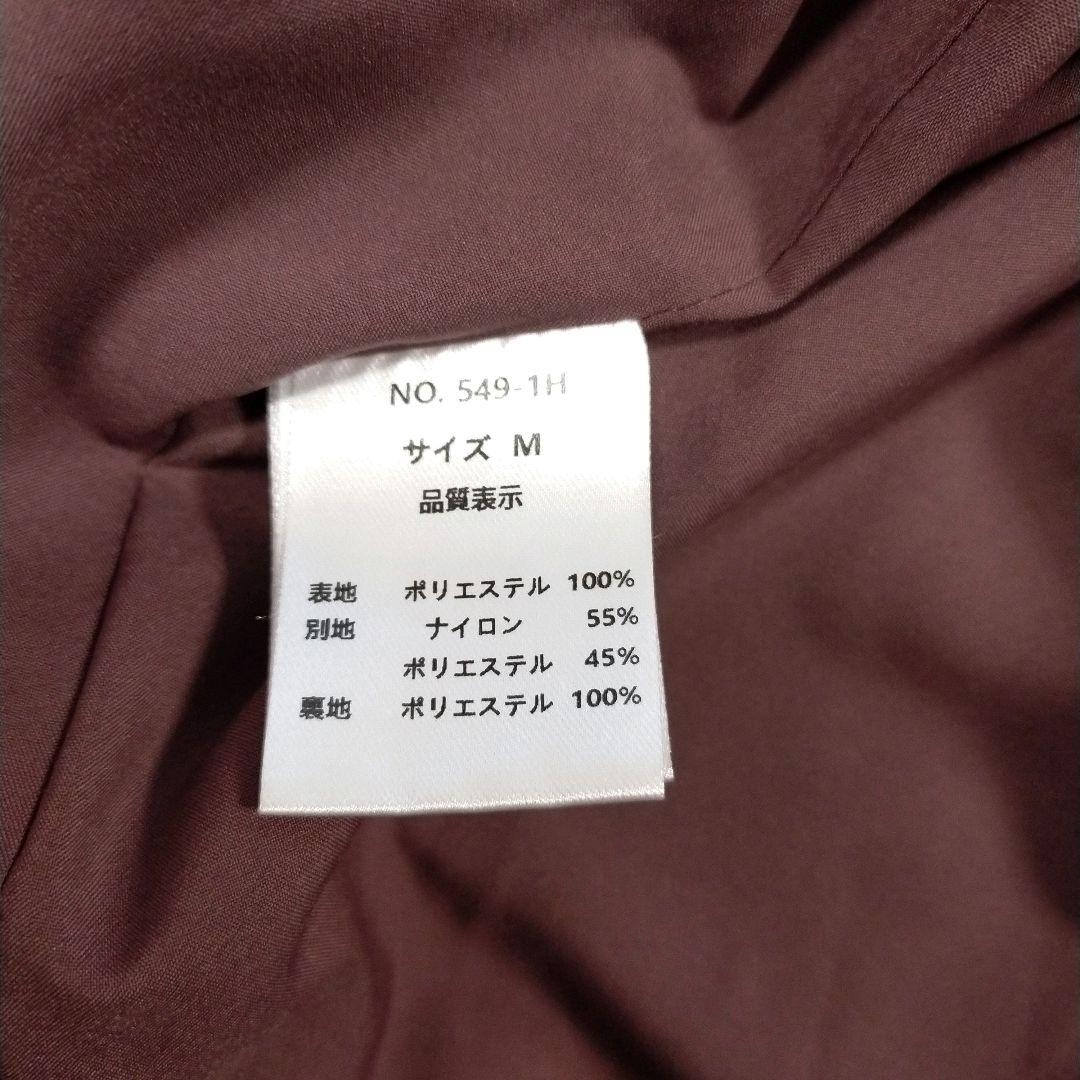 NO. 549-1H
サイズ M
品質表示
表地 ポリエステル 100%
別地 ナイロン 55%
ポリエステル 45%
裏地 ポリエステル 100%